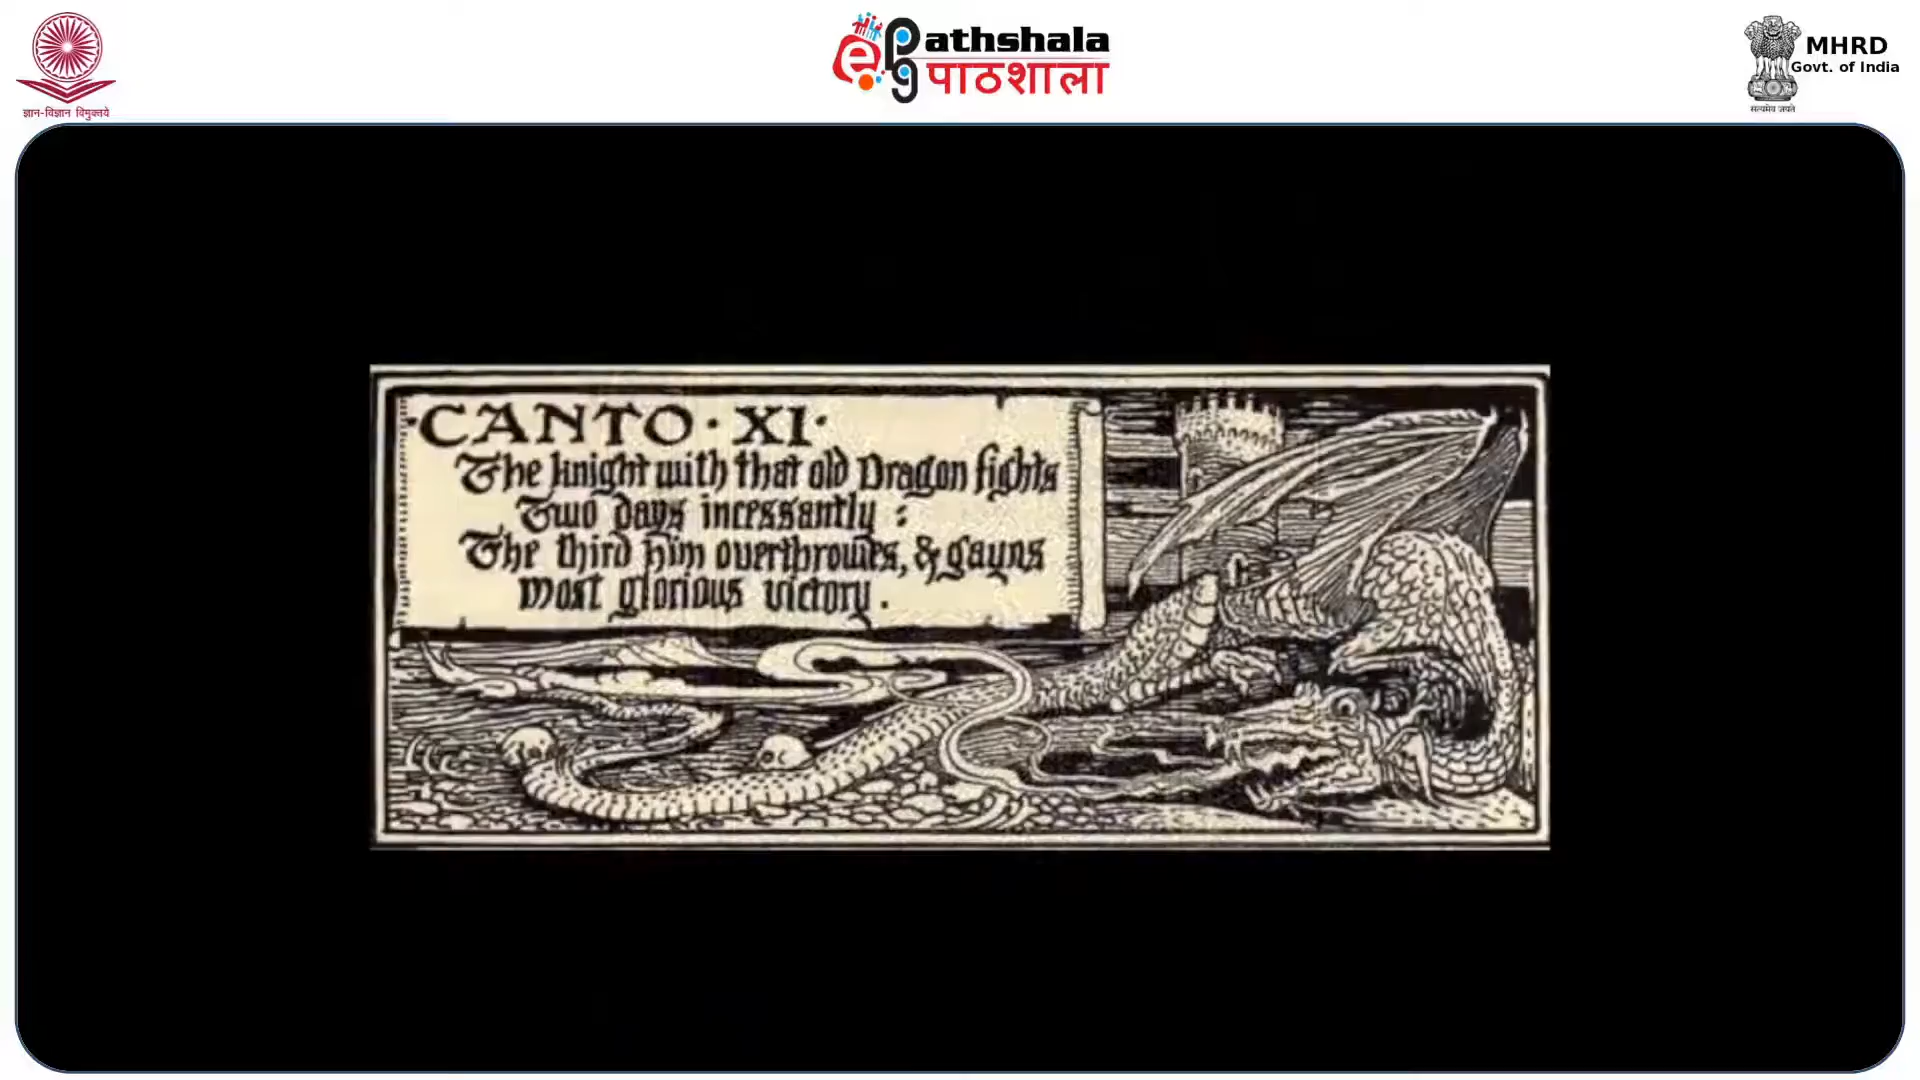 ज्ञान-विज्ञान विमुक्तये
e Pathshala
pg पाठशाला
MHRD
Govt. of India
सत्यमेव जयते
·CANTO·XI·
The knight with that old Dragon fights
Two days incessantly:
The third him overthrowes, & gayns
most glorious victory.